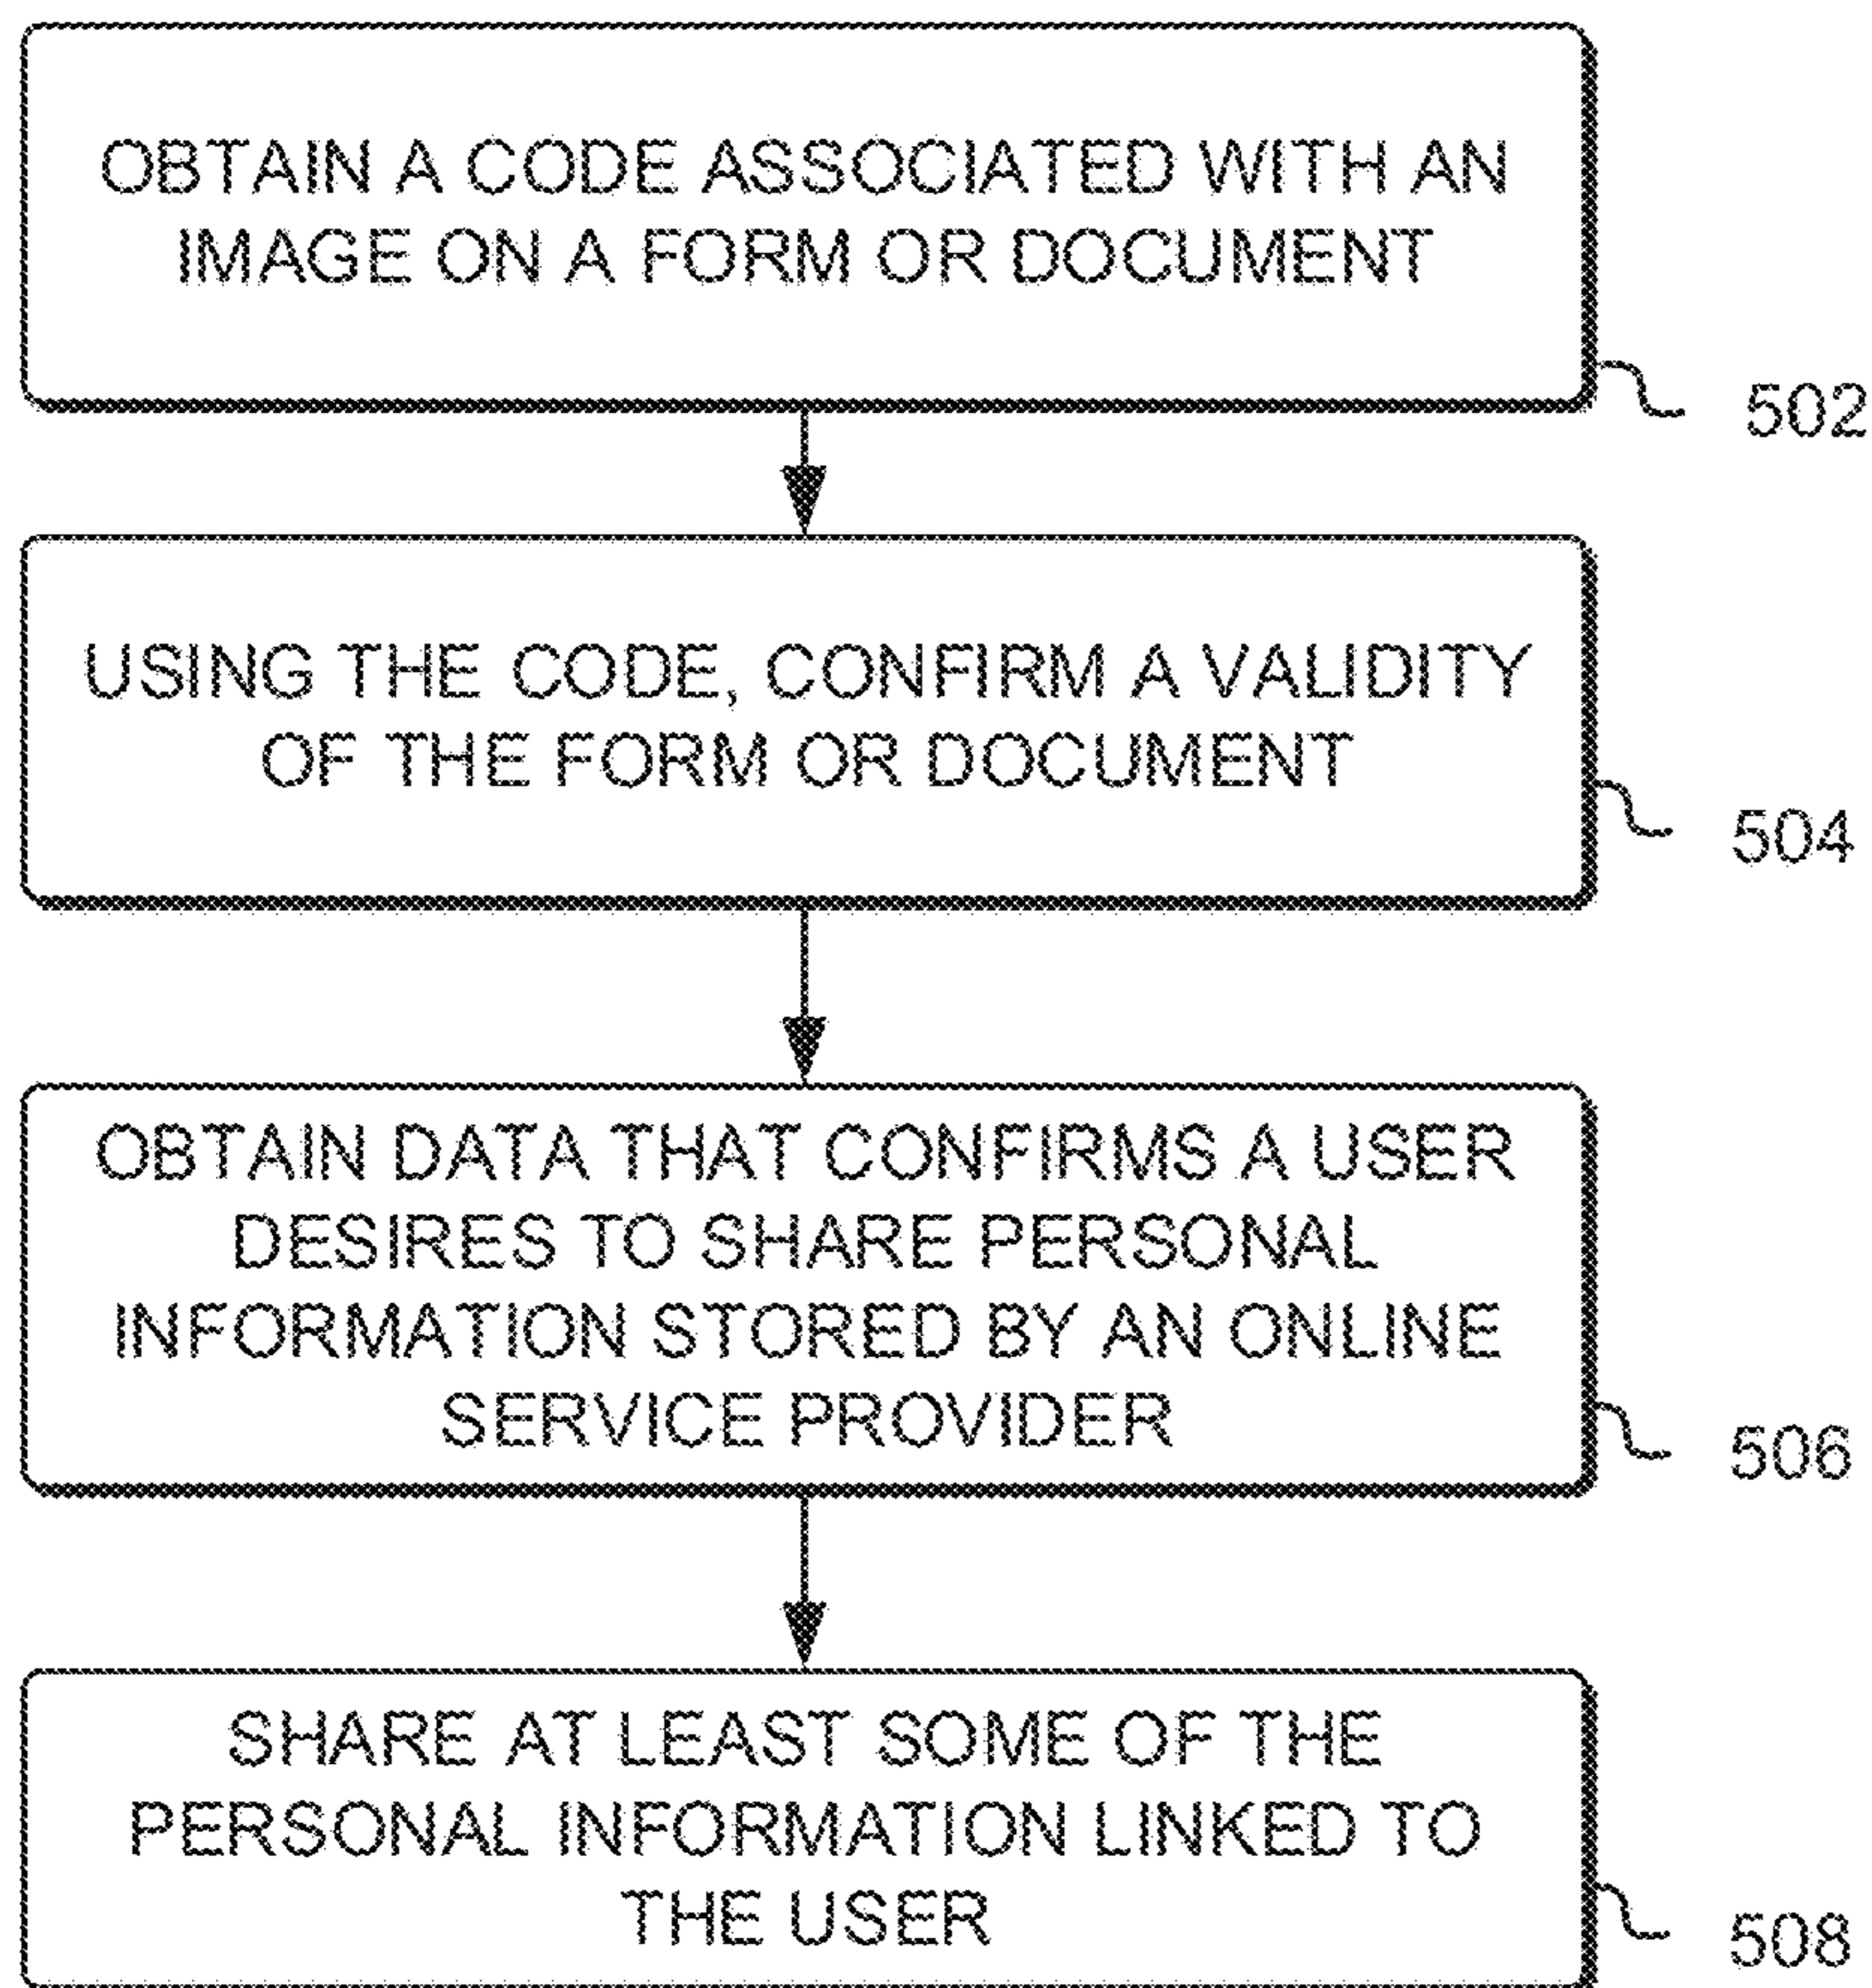 OBTAIN A CODE ASSOCIATED WITH AN
IMAGE ON A FORM OR DOCUMENT
502
USING THE CODE, CONFIRM A VALIDITY
OF THE FORM OR DOCUMENT
504
OBTAIN DATA THAT CONFIRMS A USER
DESIRES TO SHARE PERSONAL
INFORMATION STORED BY AN ONLINE
SERVICE PROVIDER
506
SHARE AT LEAST SOME OF THE
PERSONAL INFORMATION LINKED TO
THE USER
508